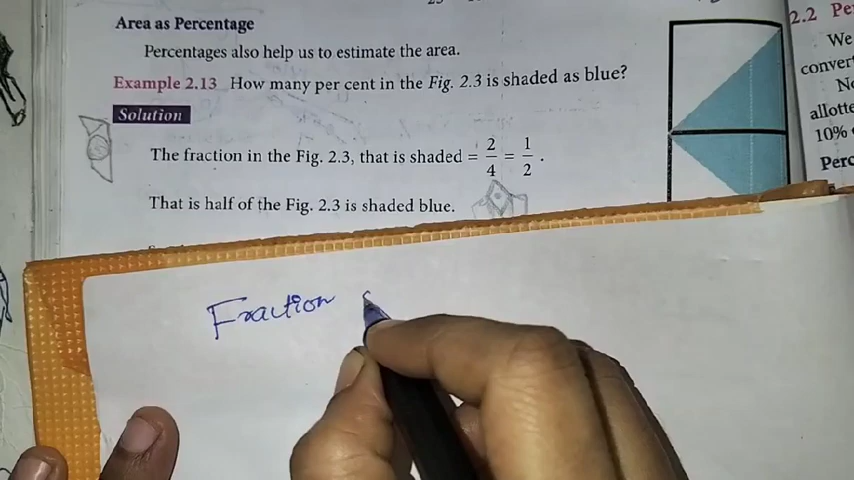 Area as Percentage
Percentages also help us to estimate the area.
Example 2.13 How many per cent in the Fig. 2.3 is shaded as blue?
Solution
The fraction in the Fig. 2.3, that is shaded = 2/4 = 1/2 .
That is half of the Fig. 2.3 is shaded blue.
Fraction
2.2 Pe
We
convert
allotte
10%
Perc